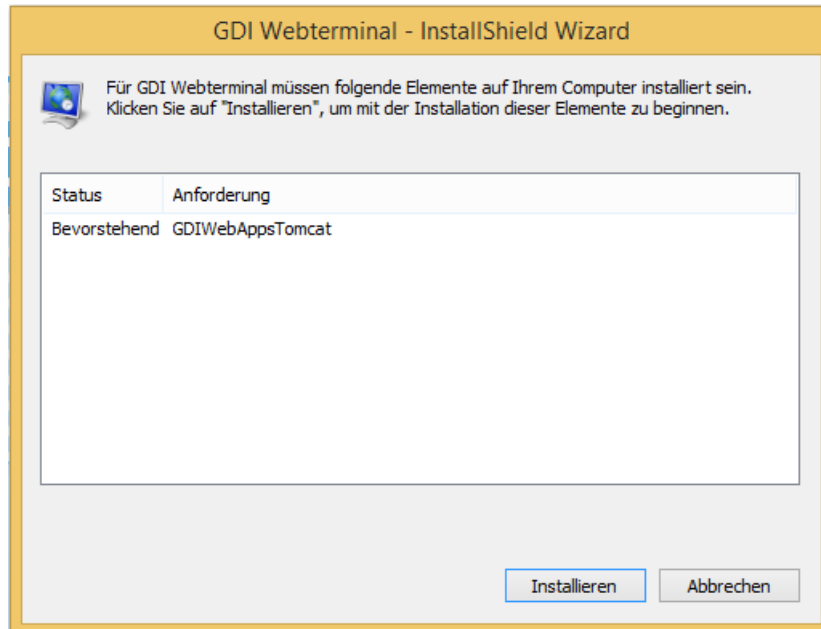 GDI Webterminal - InstallShield Wizard
Für GDI Webterminal müssen folgende Elemente auf Ihrem Computer installiert sein.
Klicken Sie auf "Installieren", um mit der Installation dieser Elemente zu beginnen.
Status Anforderung
Bevorstehend GDIWebAppsTomcat
Installieren Abbrechen